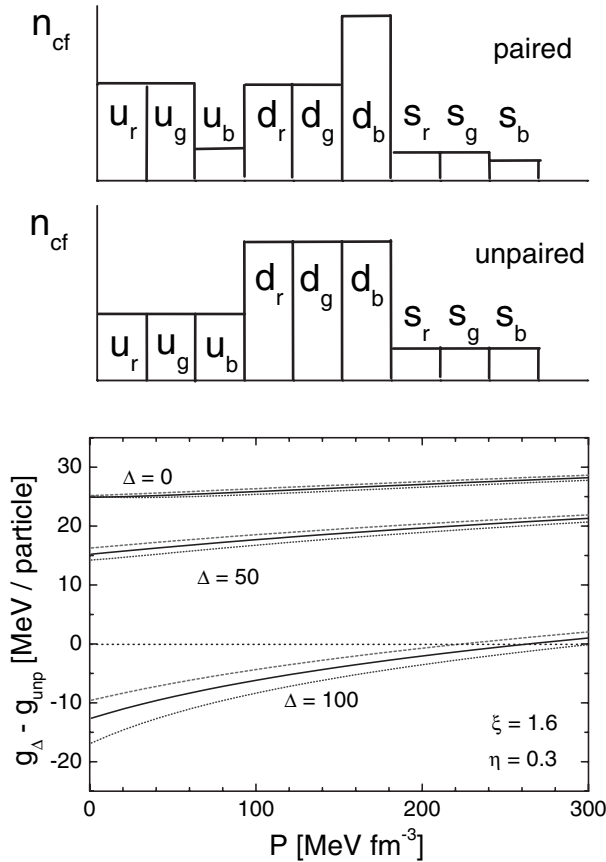 n_cf
paired
u_r u_g u_b d_r d_g d_b s_r s_g s_b
n_cf
unpaired
u_r u_g u_b d_r d_g d_b s_r s_g s_b
g_Δ - g_unp [MeV / particle]
30
20
10
0
-10
-20
Δ = 0
Δ = 50
Δ = 100
ξ = 1.6
η = 0.3
0 100 200 300
P [MeV fm⁻³]